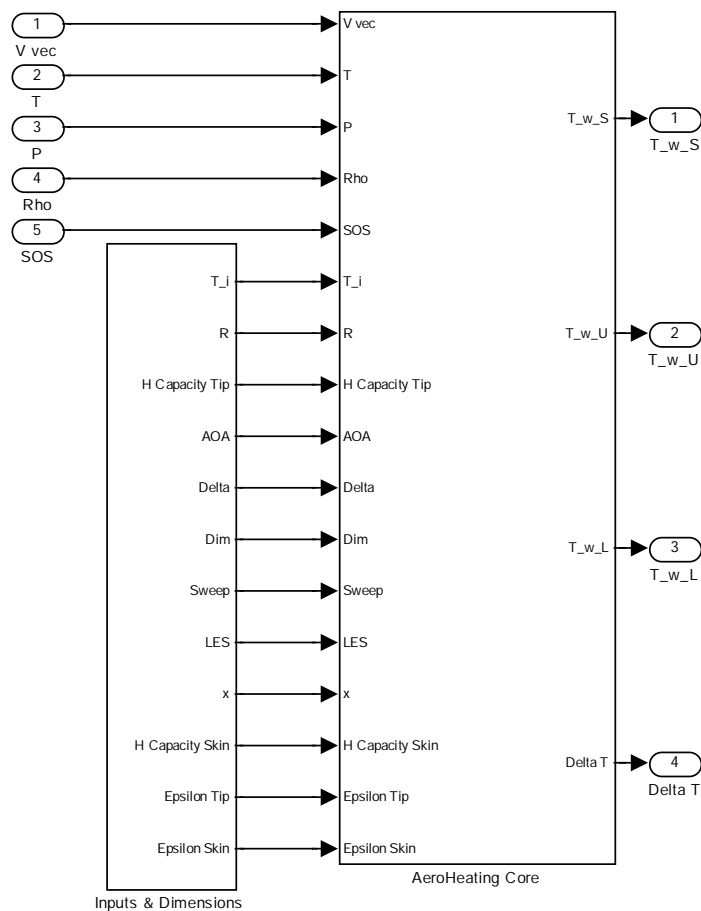 1
V vec
2
T
3
P
4
Rho
5
SOS
T_i
R
H Capacity Tip
AOA
Delta
Dim
Sweep
LES
x
H Capacity Skin
Epsilon Tip
Epsilon Skin
Inputs & Dimensions
V vec
T
P
Rho
SOS
T_i
R
H Capacity Tip
AOA
Delta
Dim
Sweep
LES
x
H Capacity Skin
Epsilon Tip
Epsilon Skin
T_w_S
T_w_U
T_w_L
Delta T
AeroHeating Core
1
T_w_S
2
T_w_U
3
T_w_L
4
Delta T